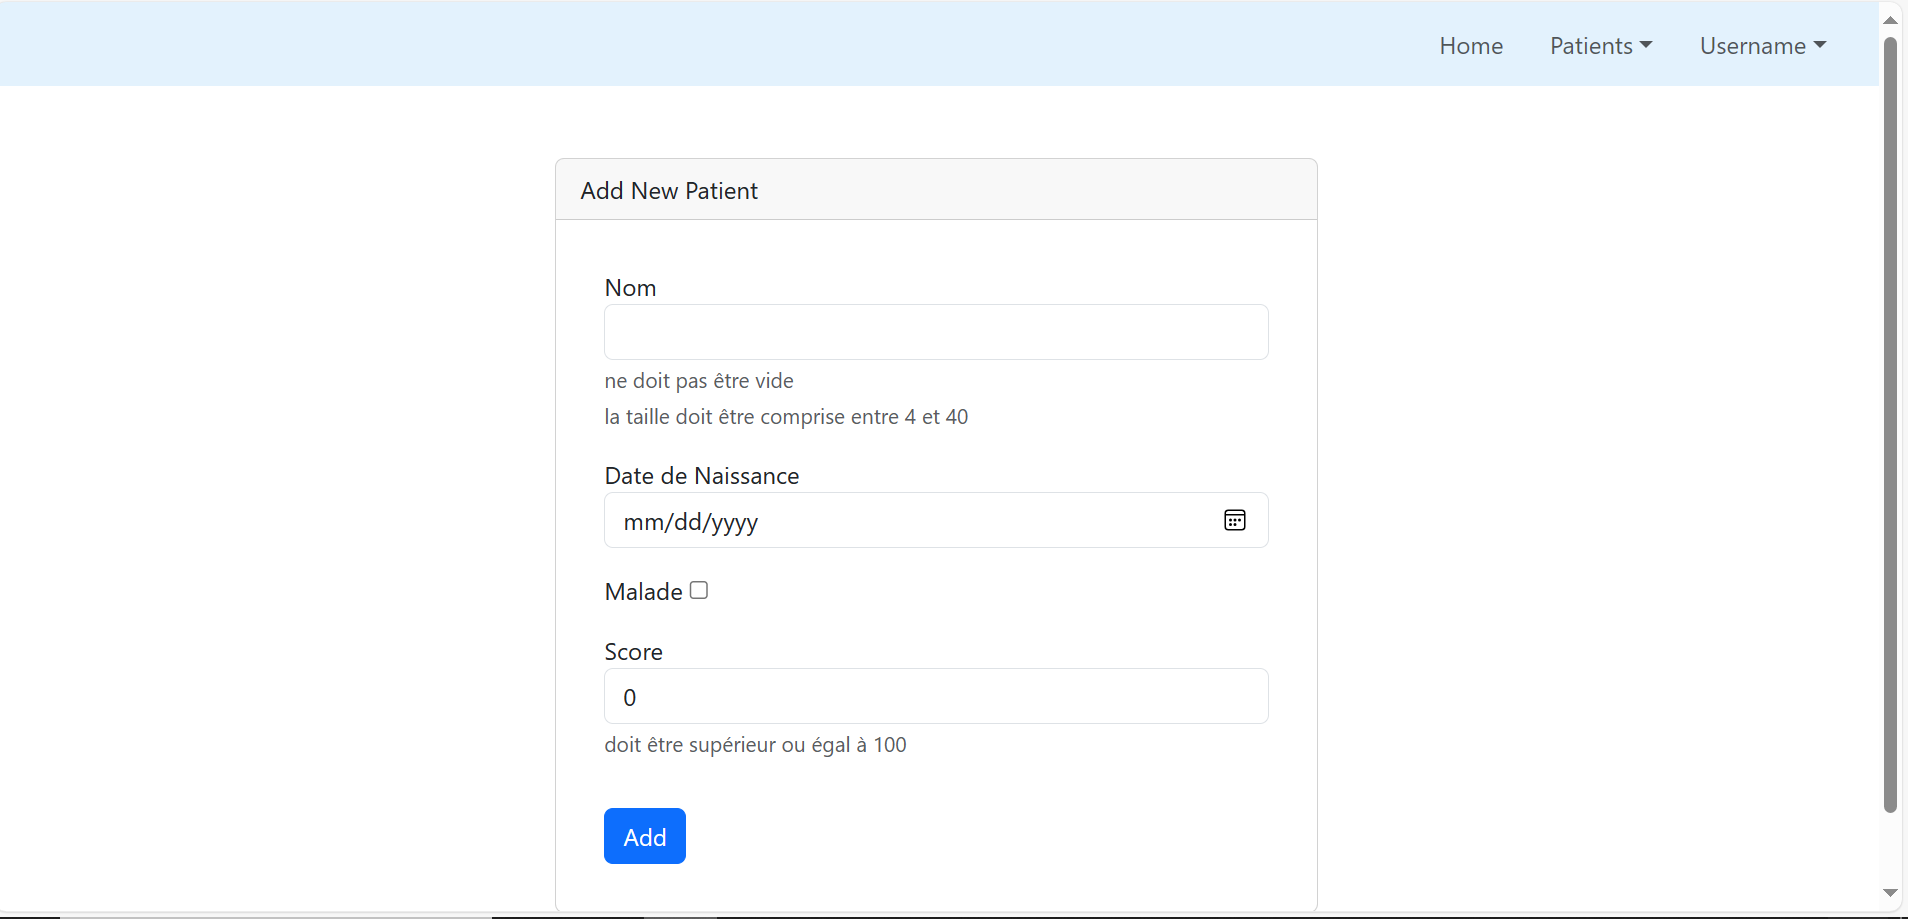 Home Patients Username
Add New Patient
Nom
ne doit pas être vide
la taille doit être comprise entre 4 et 40
Date de Naissance
mm/dd/yyyy
Malade
Score
0
doit être supérieur ou égal à 100
Add